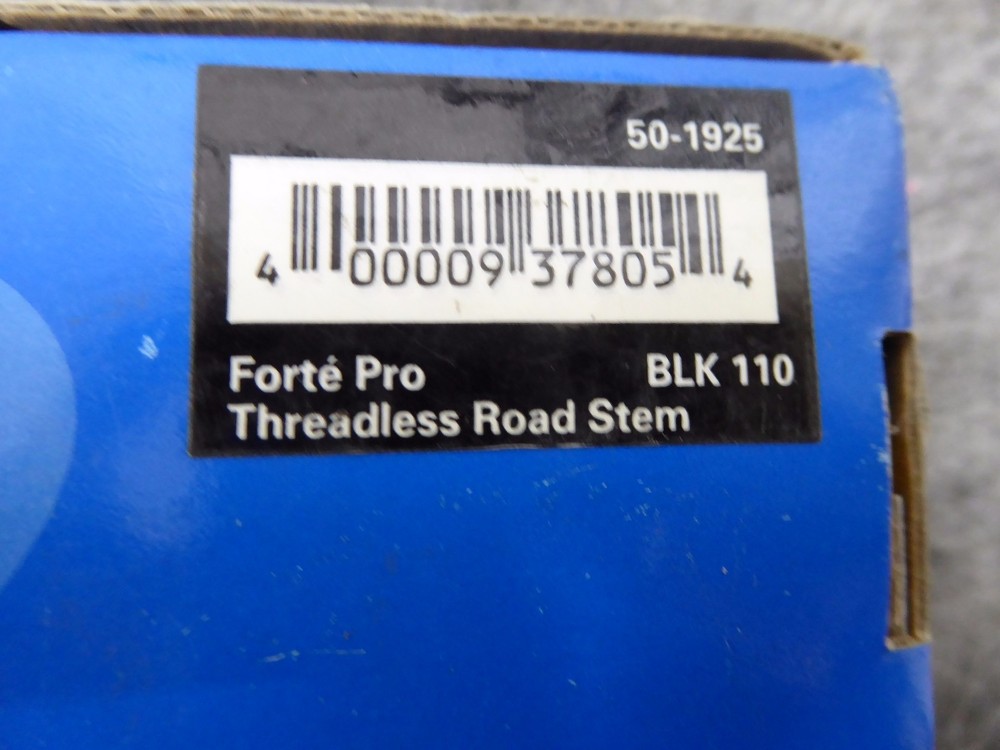 50-1925
4 00009 37805 4
Forté Pro BLK 110
Threadless Road Stem